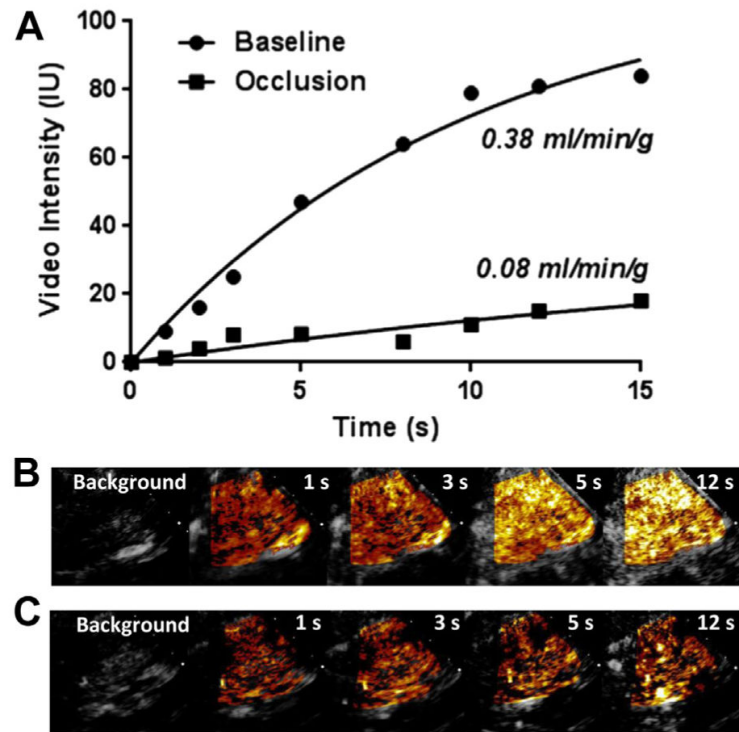 A
100
80
60
40
20
0
Video Intensity (IU)
Baseline
Occlusion
0.38 ml/min/g
0.08 ml/min/g
0 5 10 15
Time (s)
B
Background 1 s 3 s 5 s 12 s
C
Background 1 s 3 s 5 s 12 s